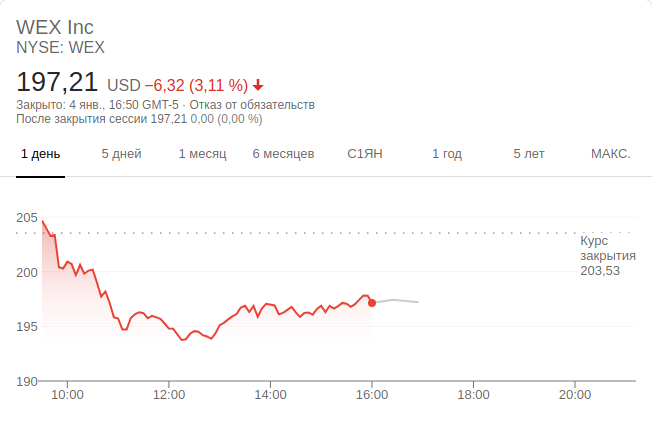 WEX Inc
NYSE: WEX
197,21 USD −6,32 (3,11 %)
Закрыто: 4 янв., 16:50 GMT-5 · Отказ от обязательств
После закрытия сессии 197,21 0,00 (0,00 %)
1 день 5 дней 1 месяц 6 месяцев С1ЯН 1 год 5 лет МАКС.
205
Курс
закрытия
203,53
200
195
190
10:00 12:00 14:00 16:00 18:00 20:00